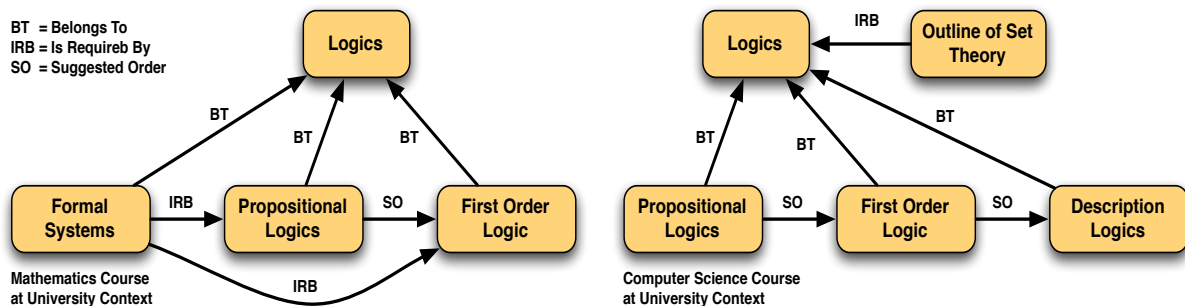 BT = Belongs To
IRB = Is Requireb By
SO = Suggested Order
Logics
BT
BT
BT
Formal
Systems
IRB
Propositional
Logics
SO
First Order
Logic
IRB
Mathematics Course
at University Context
Logics
IRB
Outline of Set
Theory
BT
BT
BT
Propositional
Logics
SO
First Order
Logic
SO
Description
Logics
Computer Science Course
at University Context